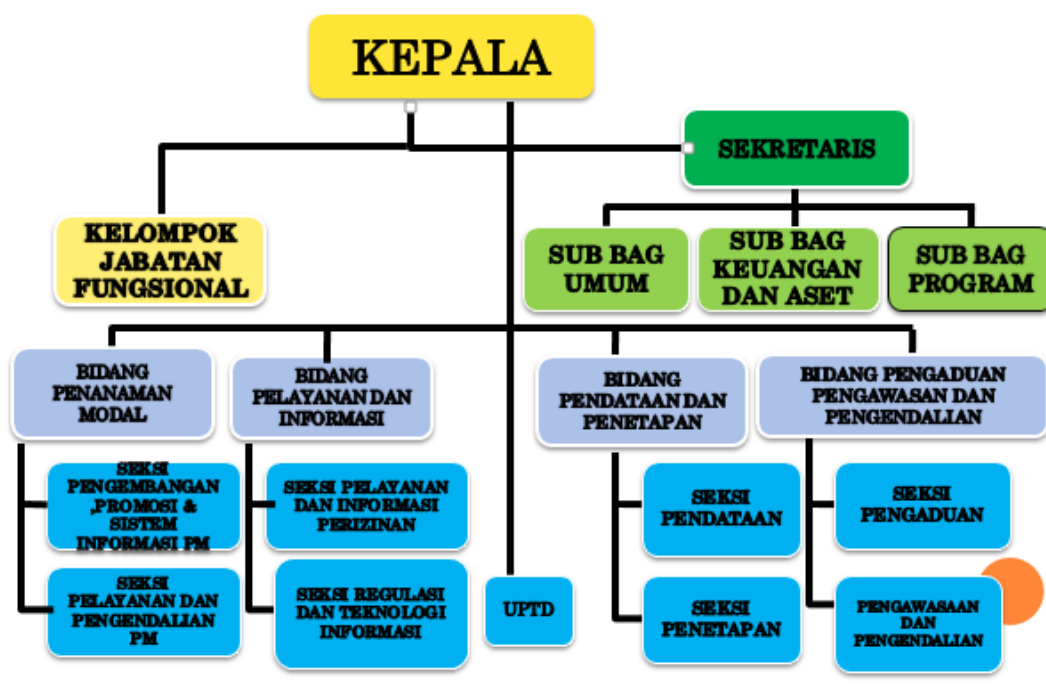 KEPALA
SEKRETARIS
KELOMPOK
JABATAN
FUNGSIONAL
SUB BAG
UMUM
SUB BAG
KEUANGAN
DAN ASET
SUB BAG
PROGRAM
BIDANG
PENANAMAN
MODAL
BIDANG
PELAYANAN DAN
INFORMASI
BIDANG
PENDATAAN DAN
PENETAPAN
BIDANG PENGADUAN
PENGAWASAN DAN
PENGENDALIAN
SEKSI
PENGEMBANGAN
,PROMOSI &
SISTEM
INFORMASI PM
SEKSI PELAYANAN
DAN INFORMASI
PERIZINAN
SEKSI
PENDATAAN
SEKSI
PENGADUAN
SEKSI
PELAYANAN DAN
PENGENDALIAN
PM
SEKSI REGULASI
DAN TEKNOLOGI
INFORMASI
UPTD
SEKSI
PENETAPAN
PENGAWASAAN
DAN
PENGENDALIAN